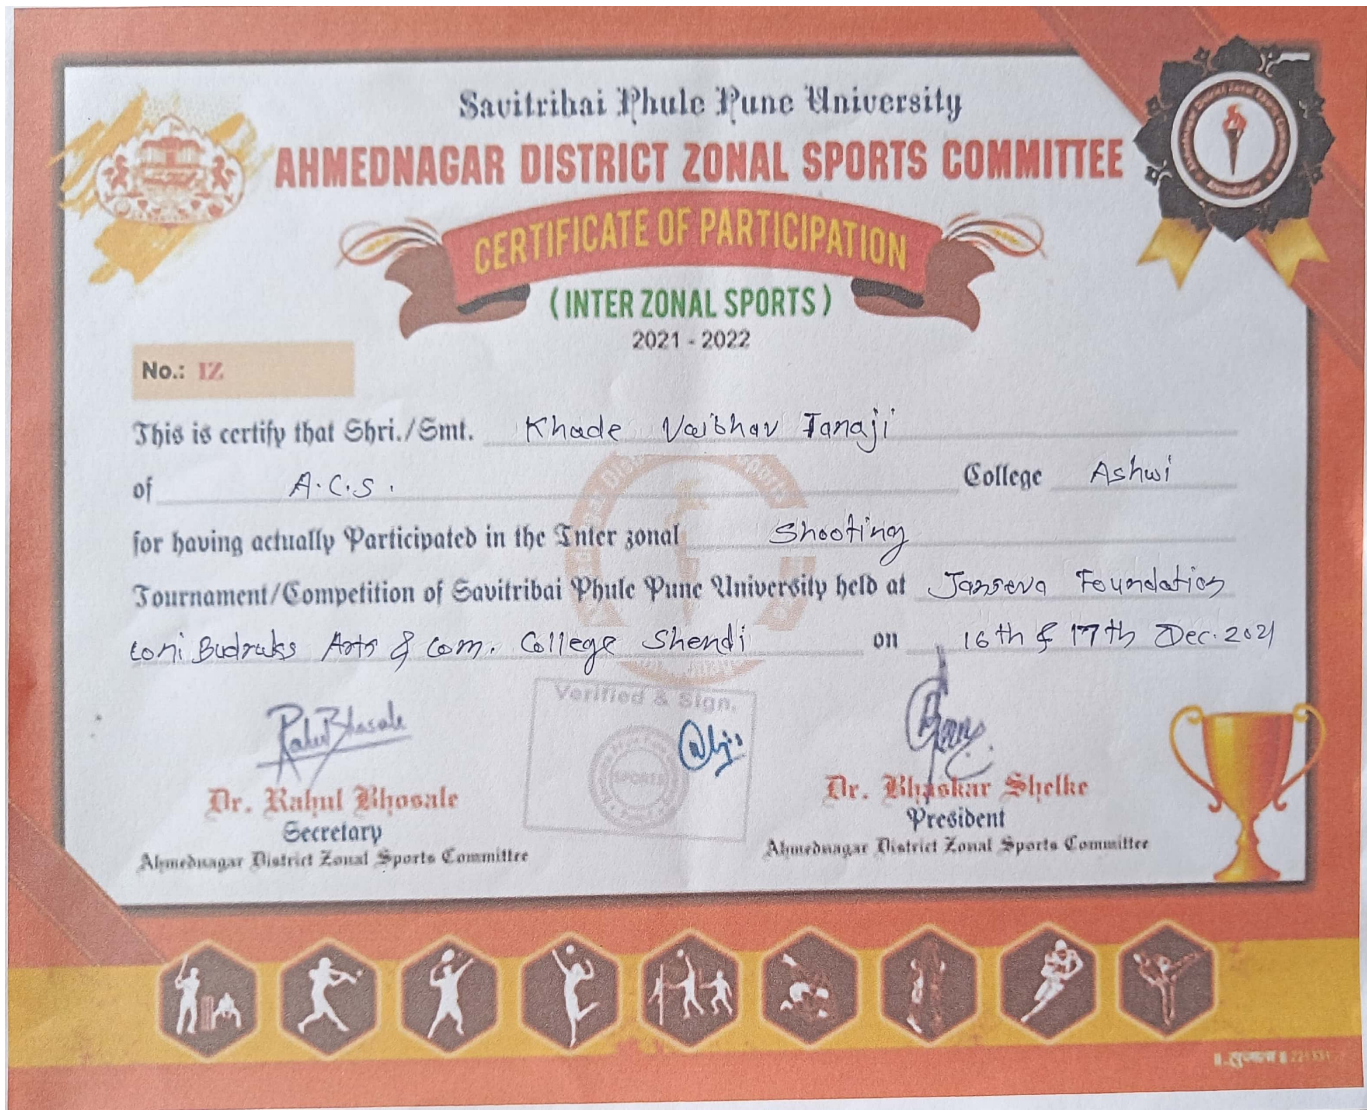 Savitribai Phule Pune University
AHMEDNAGAR DISTRICT ZONAL SPORTS COMMITTEE
CERTIFICATE OF PARTICIPATION
(INTER ZONAL SPORTS)
2021 - 2022
No.: IZ
This is certify that Shri./Smt. Khade Vaibhav Tanaji
of A.C.S. College Ashwi
for having actually Participated in the Inter zonal Shooting
Tournament/Competition of Savitribai Phule Pune University held at Janseva Foundation
Loni Budruks Arts & Com. College Shendi on 16th & 17th Dec. 2021
Verified & Sign.
SPORTS
Rahul Bhosale
Dr. Rahul Bhosale
Secretary
Ahmednagar District Zonal Sports Committee
Dr. Bhaskar Shelke
President
Ahmednagar District Zonal Sports Committee